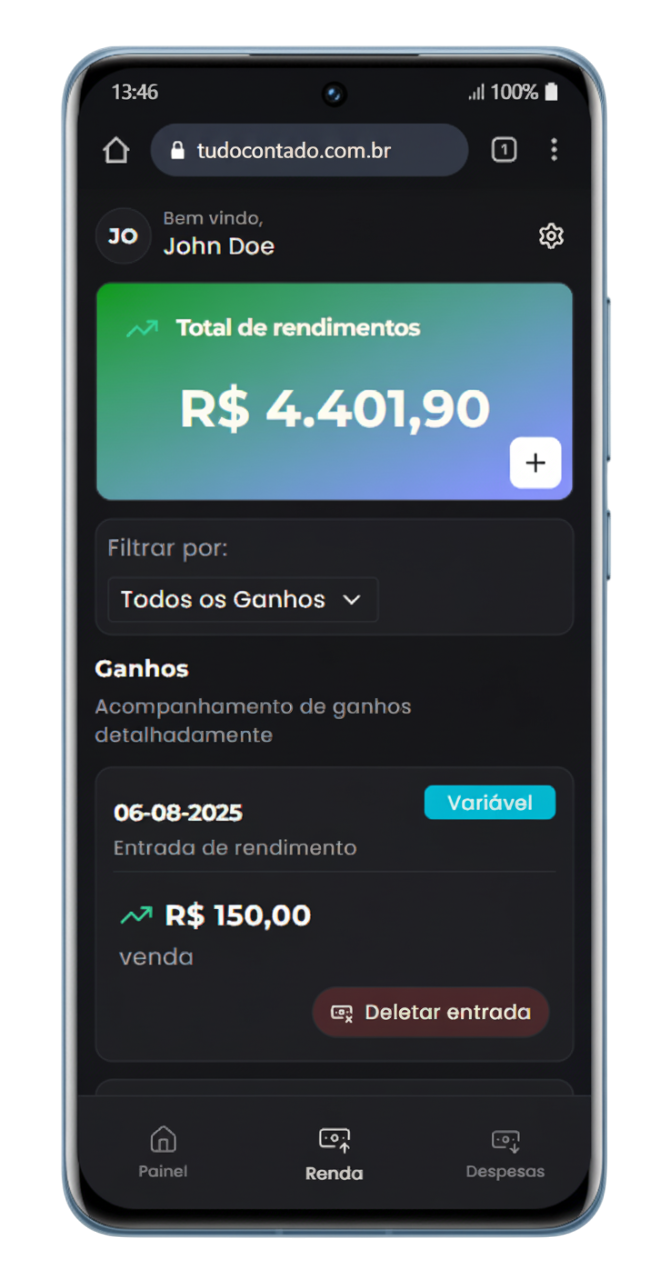 13:46
100%
tudocontado.com.br
1
JO
Bem vindo,
John Doe
Total de rendimentos
R$ 4.401,90
+
Filtrar por:
Todos os Ganhos
Ganhos
Acompanhamento de ganhos
detalhadamente
06-08-2025
Variável
Entrada de rendimento
R$ 150,00
venda
Deletar entrada
Painel
Renda
Despesas